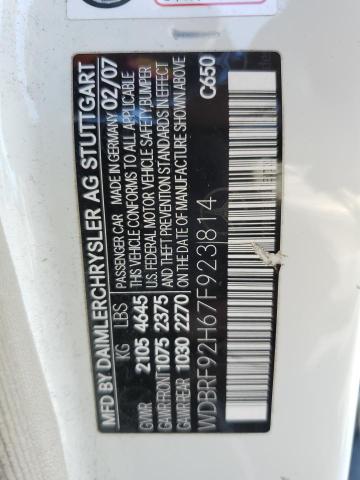 MFD BY DAIMLERCHRYSLER AG STUTTGART
PASSENGER CAR MADE IN GERMANY 02/07
KG LBS THIS VEHICLE CONFORMS TO ALL APPLICABLE
GVWR 2105 4645 U.S. FEDERAL MOTOR VEHICLE SAFETY BUMPER
GAWR FRONT 1075 2375 AND THEFT PREVENTION STANDARDS IN EFFECT
GAWR REAR 1030 2270 ON THE DATE OF MANUFACTURE SHOWN ABOVE
WDBRF92H67F923814 C650